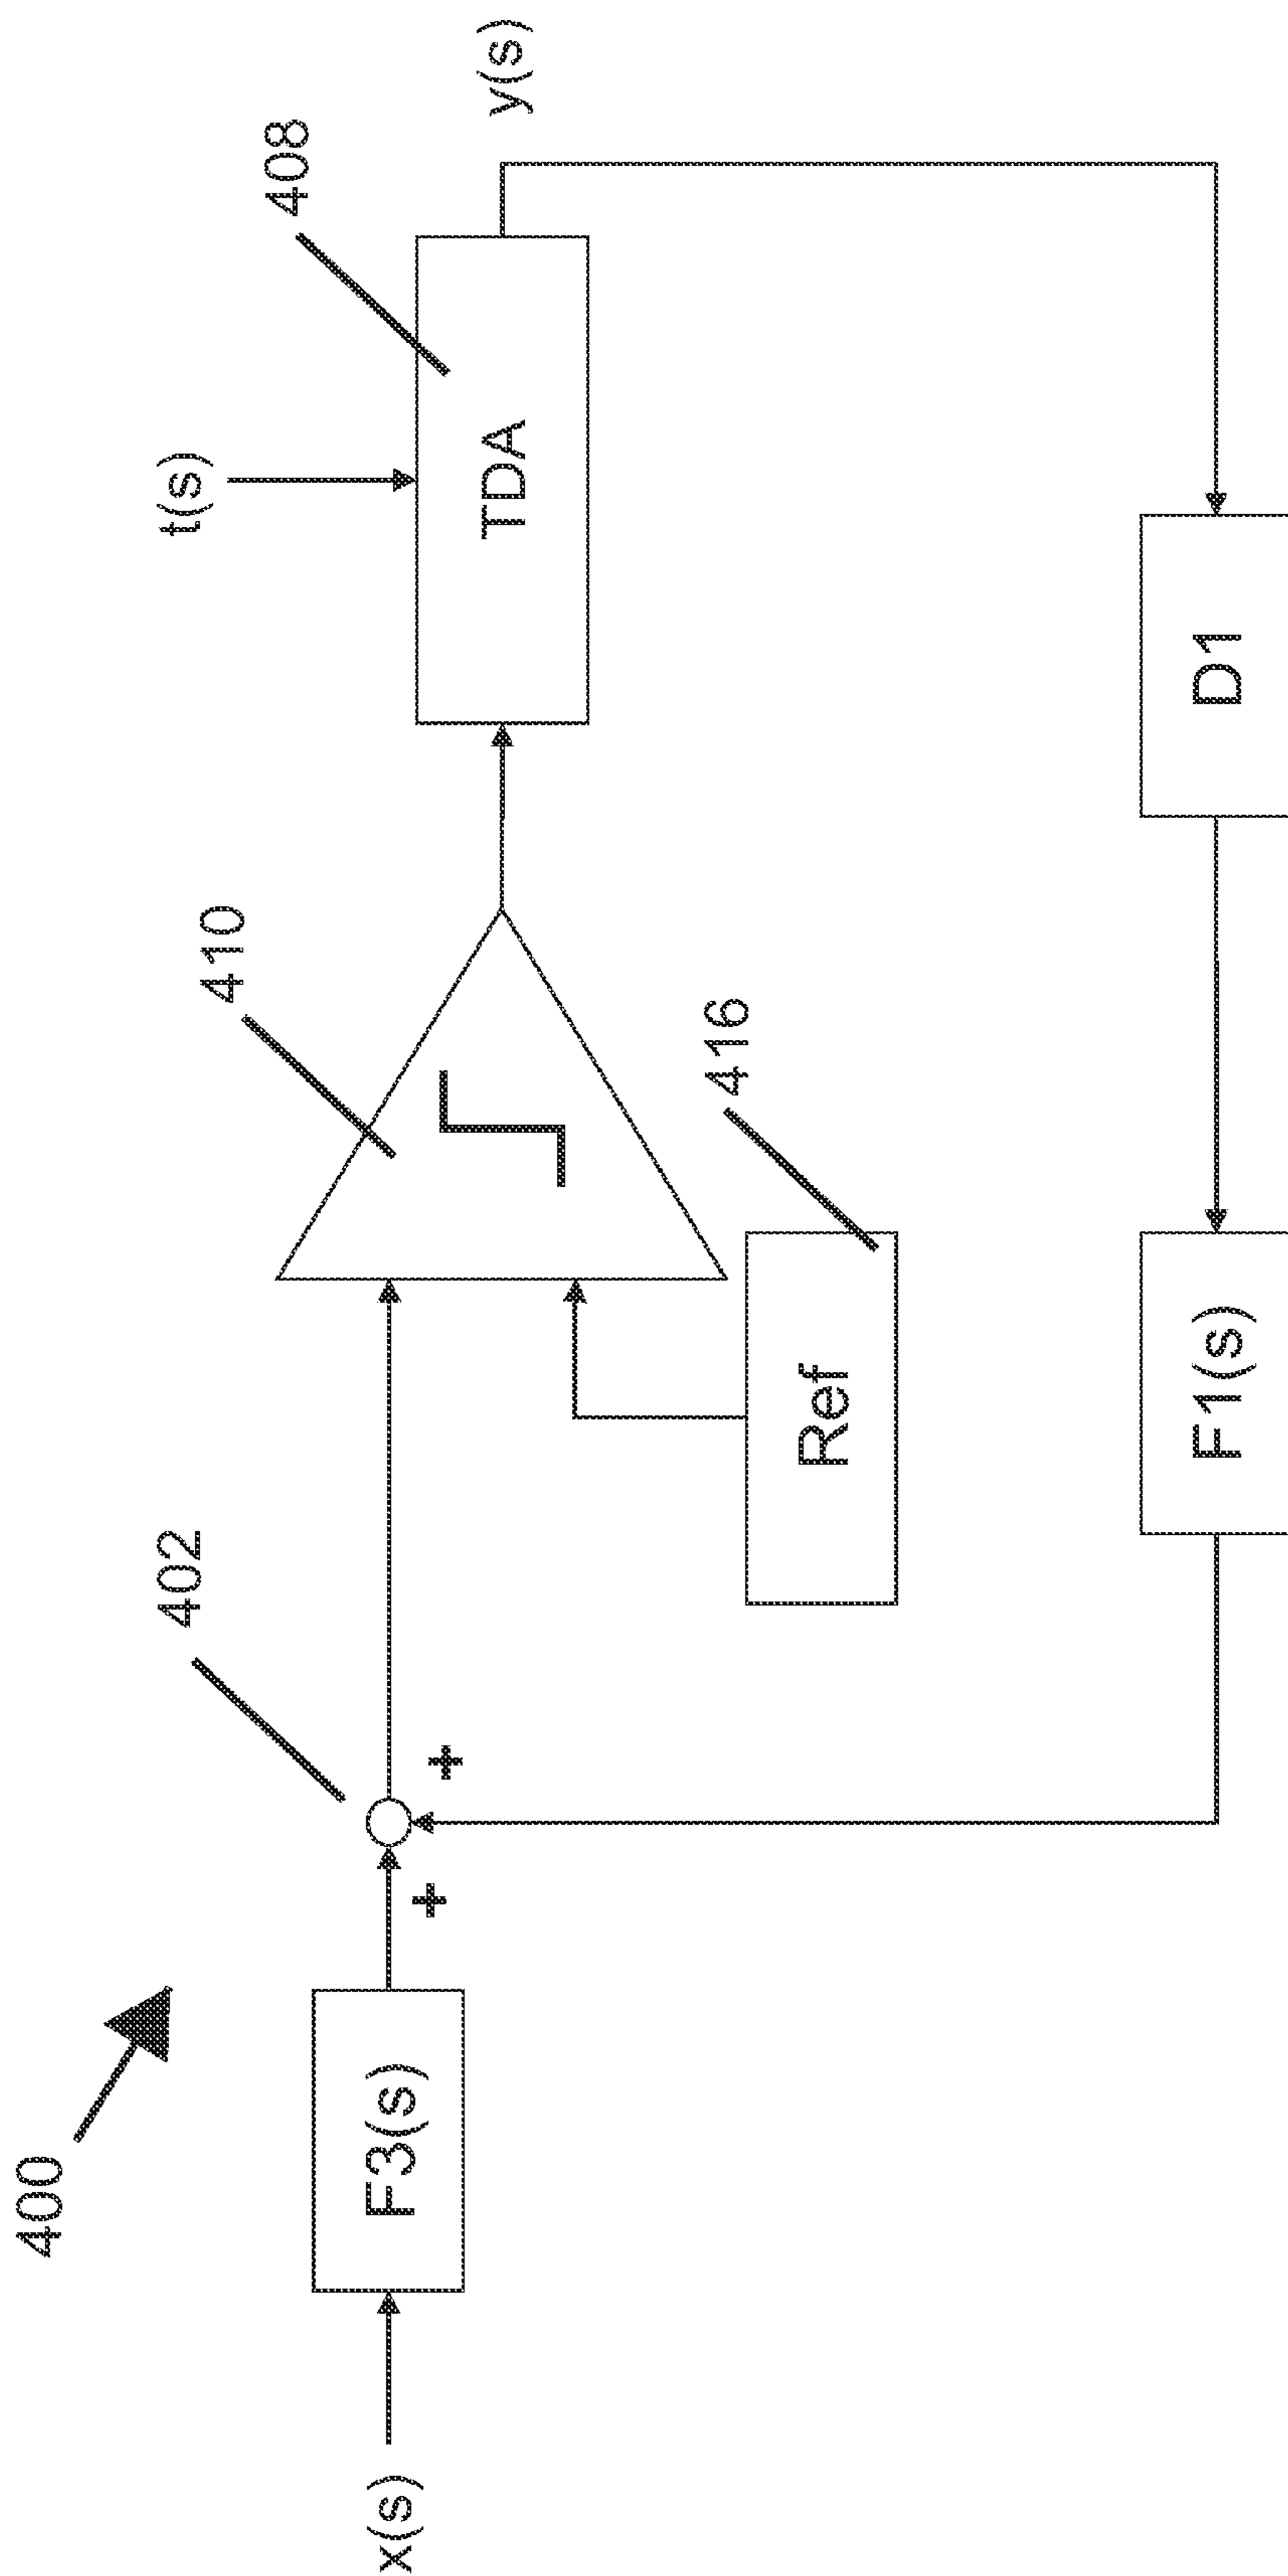 400
402
410
408
t(s)
y(s)
x(s)
F3(s)
+
+
TDA
416
Ref
F1(s)
D1